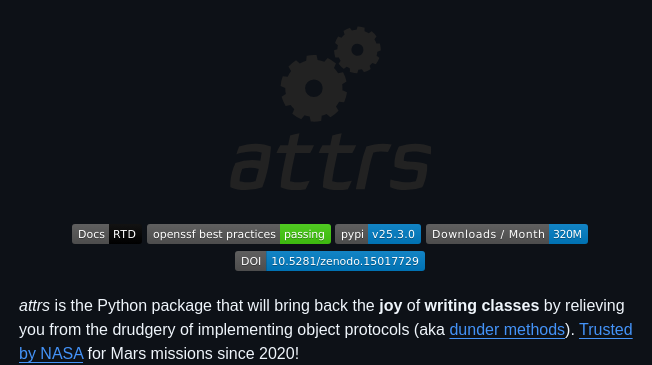 attrs
Docs RTD openssf best practices passing pypi v25.3.0 Downloads / Month 320M
DOI 10.5281/zenodo.15017729
attrs is the Python package that will bring back the joy of writing classes by relieving
you from the drudgery of implementing object protocols (aka dunder methods). Trusted
by NASA for Mars missions since 2020!